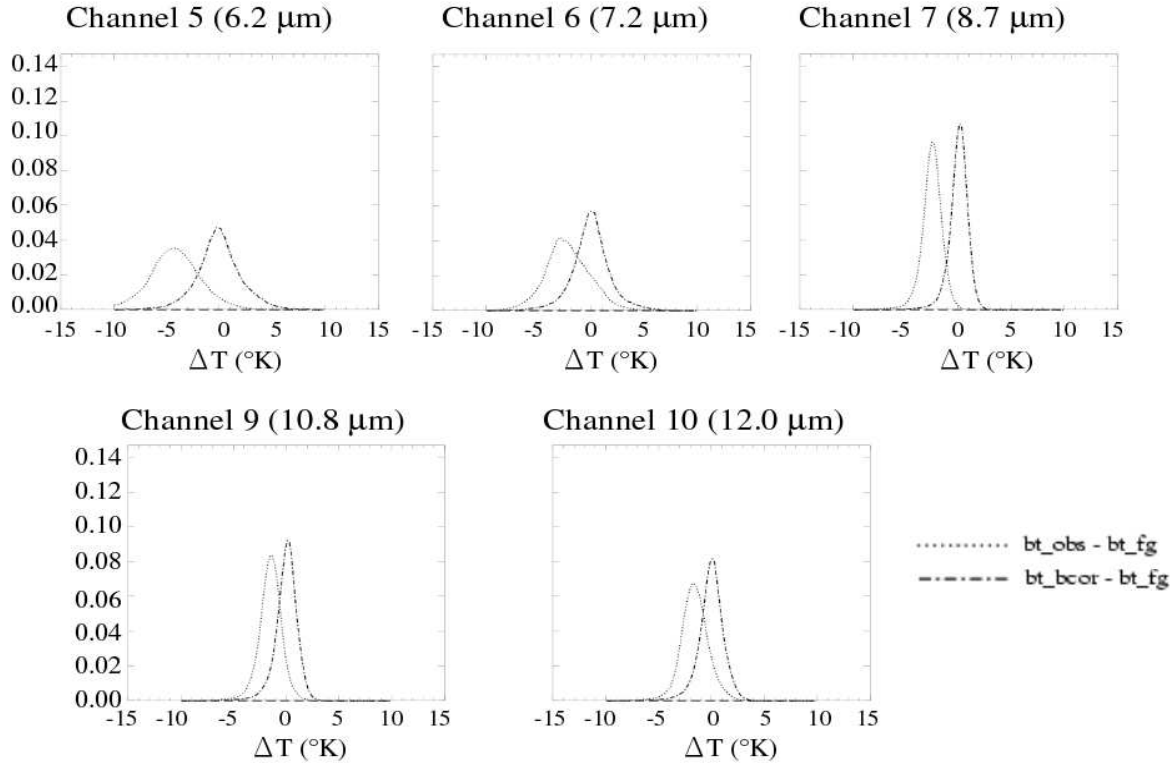 Channel 5 (6.2 μm) Channel 6 (7.2 μm) Channel 7 (8.7 μm)
0.14
0.12
0.10
0.08
0.06
0.04
0.02
0.00
-15 -10 -5 0 5 10 15 -15 -10 -5 0 5 10 15 -15 -10 -5 0 5 10 15
ΔT (°K) ΔT (°K) ΔT (°K)
Channel 9 (10.8 μm) Channel 10 (12.0 μm)
0.14
0.12
0.10
0.08
0.06
0.04
0.02
0.00
-15 -10 -5 0 5 10 15 -15 -10 -5 0 5 10 15
ΔT (°K) ΔT (°K)
bt_obs - bt_fg
bt_bcor - bt_fg